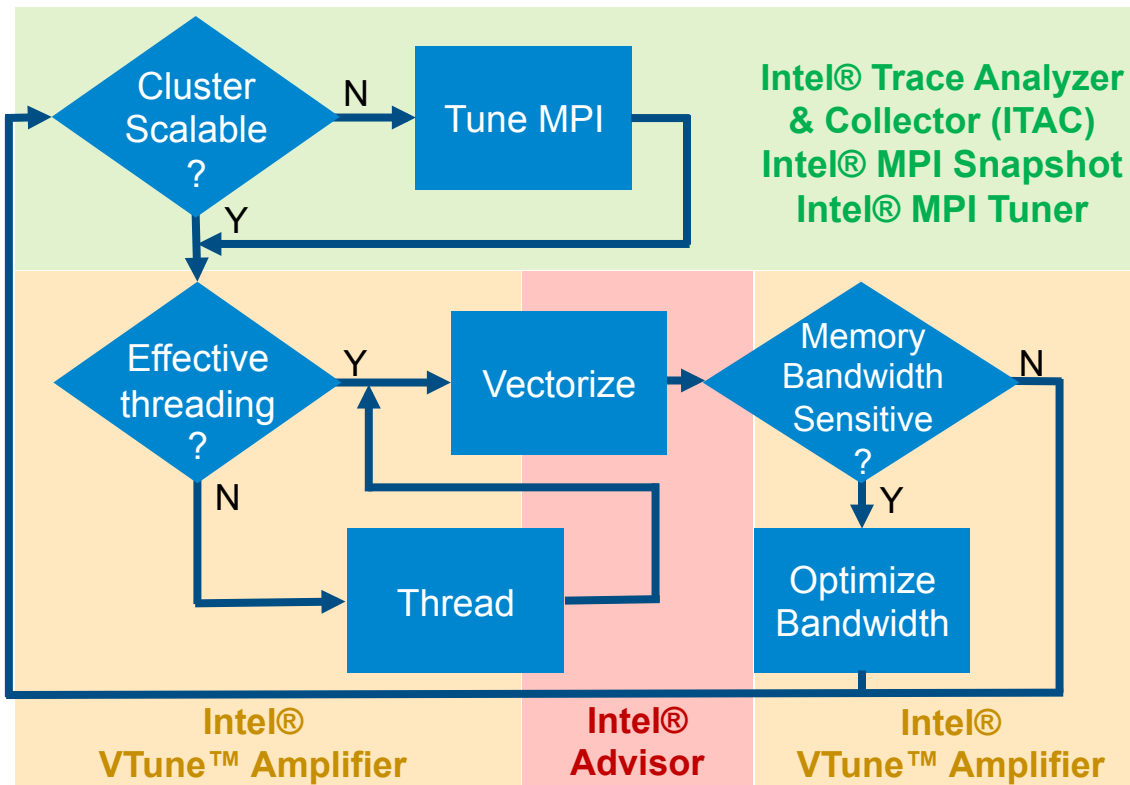 Cluster
Scalable
?
N
Tune MPI
Y
Intel® Trace Analyzer
& Collector (ITAC)
Intel® MPI Snapshot
Intel® MPI Tuner
Effective
threading
?
Y
N
Vectorize
Thread
Memory
Bandwidth
Sensitive
?
N
Y
Optimize
Bandwidth
Intel®
VTune™ Amplifier
Intel®
Advisor
Intel®
VTune™ Amplifier